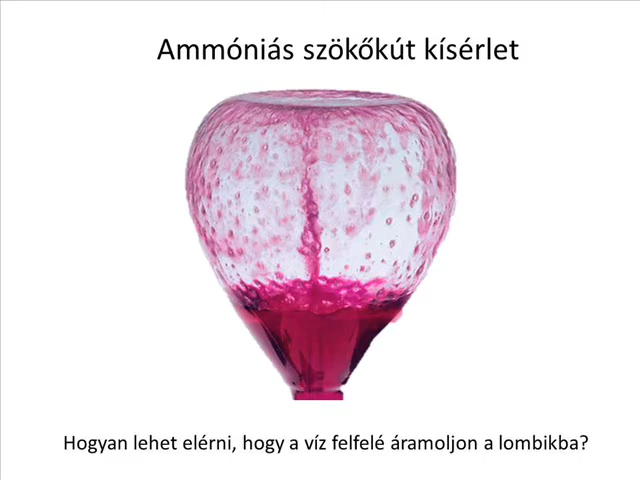 Ammóniás szökőkút kísérlet
Hogyan lehet elérni, hogy a víz felfelé áramoljon a lombikba?